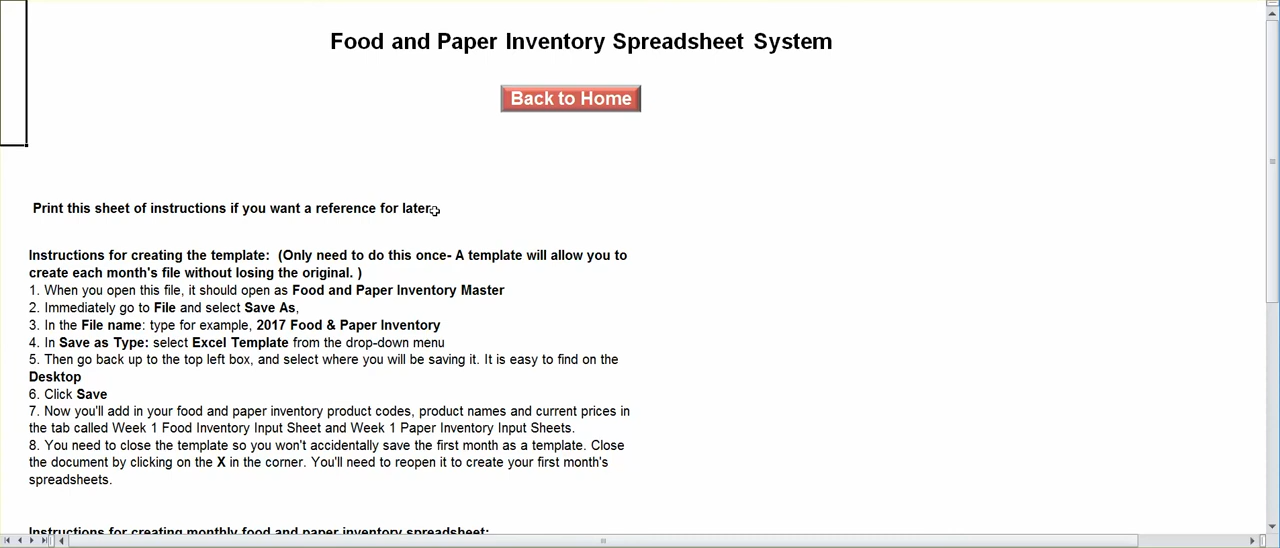 Food and Paper Inventory Spreadsheet System
Back to Home
Print this sheet of instructions if you want a reference for later.
Instructions for creating the template:  (Only need to do this once- A template will allow you to
create each month's file without losing the original. )
1. When you open this file, it should open as Food and Paper Inventory Master
2. Immediately go to File and select Save As,
3. In the File name: type for example, 2017 Food & Paper Inventory
4. In Save as Type: select Excel Template from the drop-down menu
5. Then go back up to the top left box, and select where you will be saving it. It is easy to find on the
Desktop
6. Click Save
7. Now you'll add in your food and paper inventory product codes, product names and current prices in
the tab called Week 1 Food Inventory Input Sheet and Week 1 Paper Inventory Input Sheets.
8. You need to close the template so you won't accidentally save the first month as a template. Close
the document by clicking on the X in the corner. You'll need to reopen it to create your first month's
spreadsheets.
Instructions for creating monthly food and paper inventory spreadsheet: